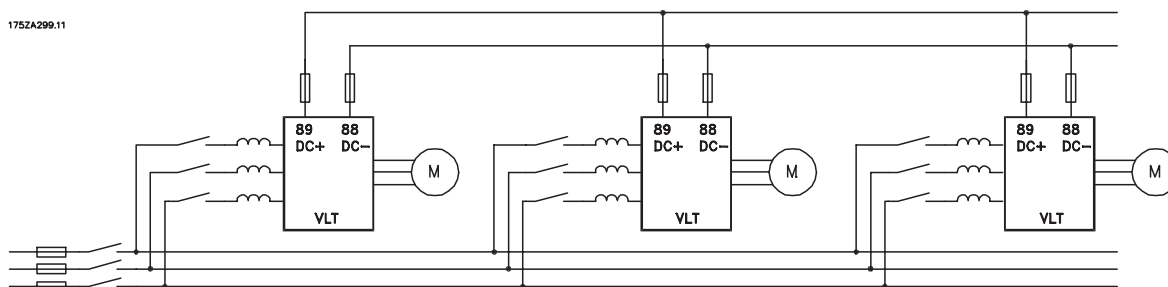 175ZA299.11
89 88
DC+ DC-
VLT
M
89 88
DC+ DC-
VLT
M
89 88
DC+ DC-
VLT
M